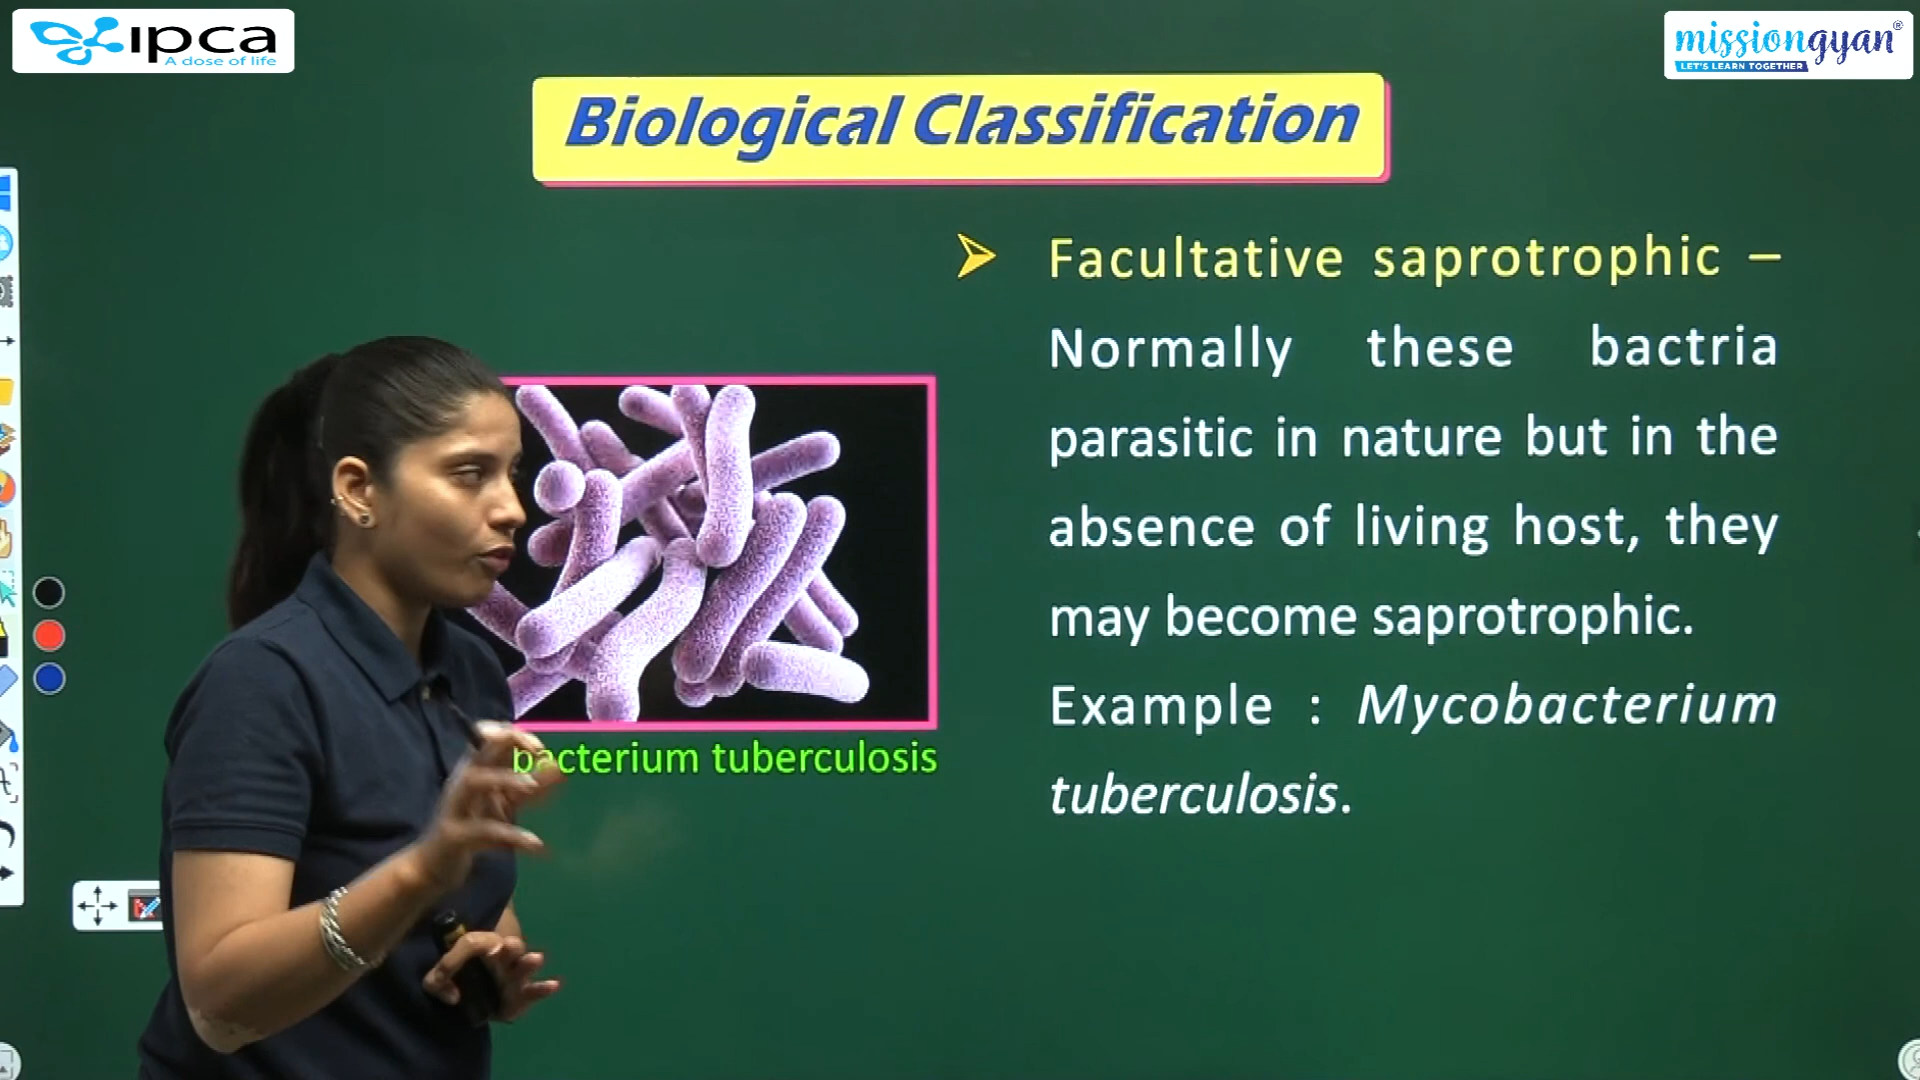 ipca
A dose of life
missiongyan®
LET'S LEARN TOGETHER
Biological Classification
Facultative saprotrophic –
Normally these bactria
parasitic in nature but in the
absence of living host, they
may become saprotrophic.
Example : Mycobacterium
tuberculosis.
bacterium tuberculosis